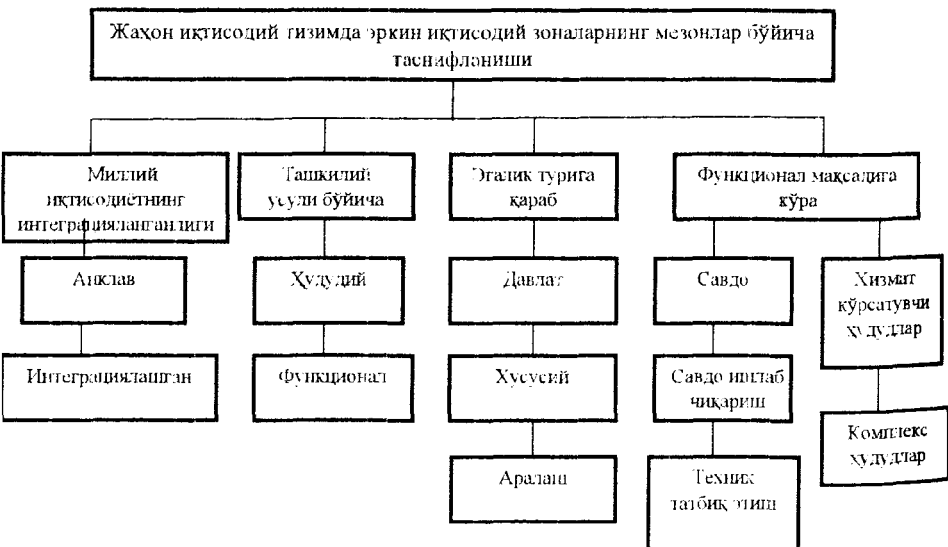 Жаҳон иқтисодий тизимда эркин иқтисодий зоналарнинг мезонлар бўйича
таснифланиши
Миллий
иқтисодиётнинг
интеграцияланганлиги
Ташкилий
усули бўйича
Эгалик турига
қараб
Функционал мақсадига
кўра
Анклав
Ҳудудий
Давлат
Савдо
Хизмат
кўрсатувчи
ҳудудлар
Интеграциялашган
Функционал
Хусусий
Савдо ишлаб
чиқариш
Комплекс
ҳудудлар
Аралаш
Техник
татбиқ этиш